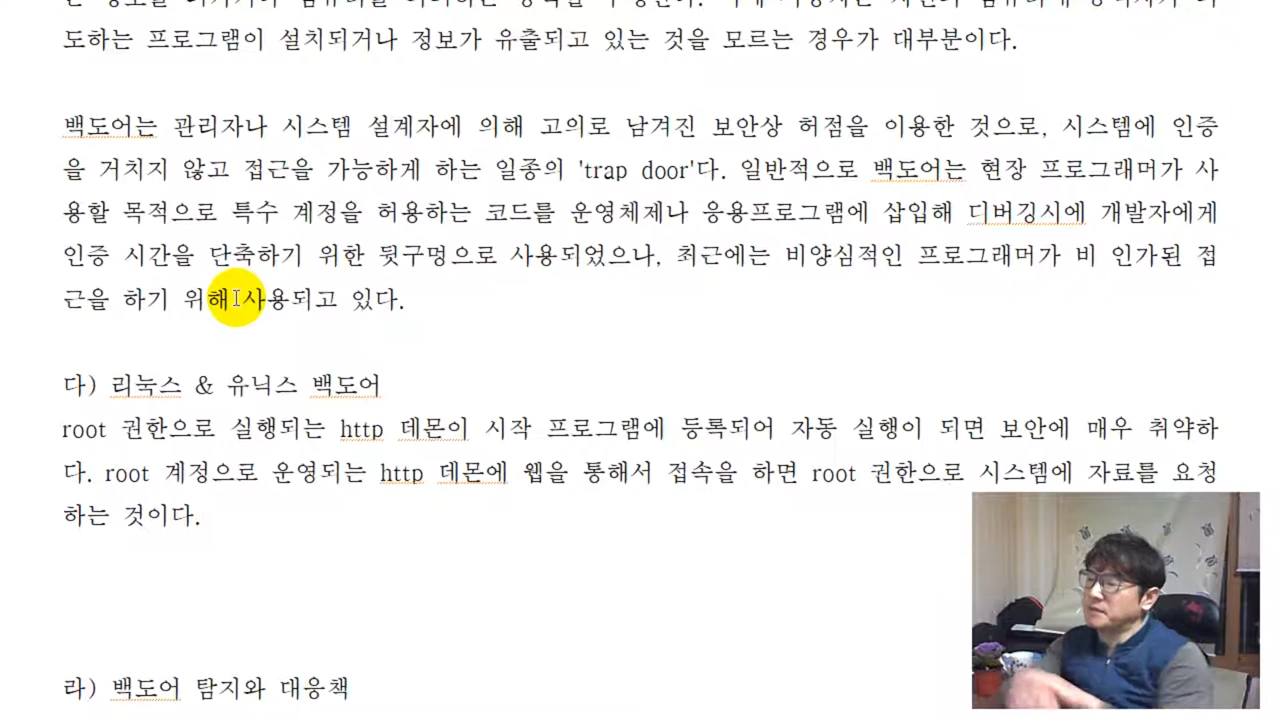 도하는 프로그램이 설치되거나 정보가 유출되고 있는 것을 모르는 경우가 대부분이다.
백도어는 관리자나 시스템 설계자에 의해 고의로 남겨진 보안상 허점을 이용한 것으로, 시스템에 인증
을 거치지 않고 접근을 가능하게 하는 일종의 'trap door'다. 일반적으로 백도어는 현장 프로그래머가 사
용할 목적으로 특수 계정을 허용하는 코드를 운영체제나 응용프로그램에 삽입해 디버깅시에 개발자에게
인증 시간을 단축하기 위한 뒷구멍으로 사용되었으나, 최근에는 비양심적인 프로그래머가 비 인가된 접
근을 하기 위해 사용되고 있다.
다) 리눅스 & 유닉스 백도어
root 권한으로 실행되는 http 데몬이 시작 프로그램에 등록되어 자동 실행이 되면 보안에 매우 취약하
다. root 계정으로 운영되는 http 데몬에 웹을 통해서 접속을 하면 root 권한으로 시스템에 자료를 요청
하는 것이다.
라) 백도어 탐지와 대응책